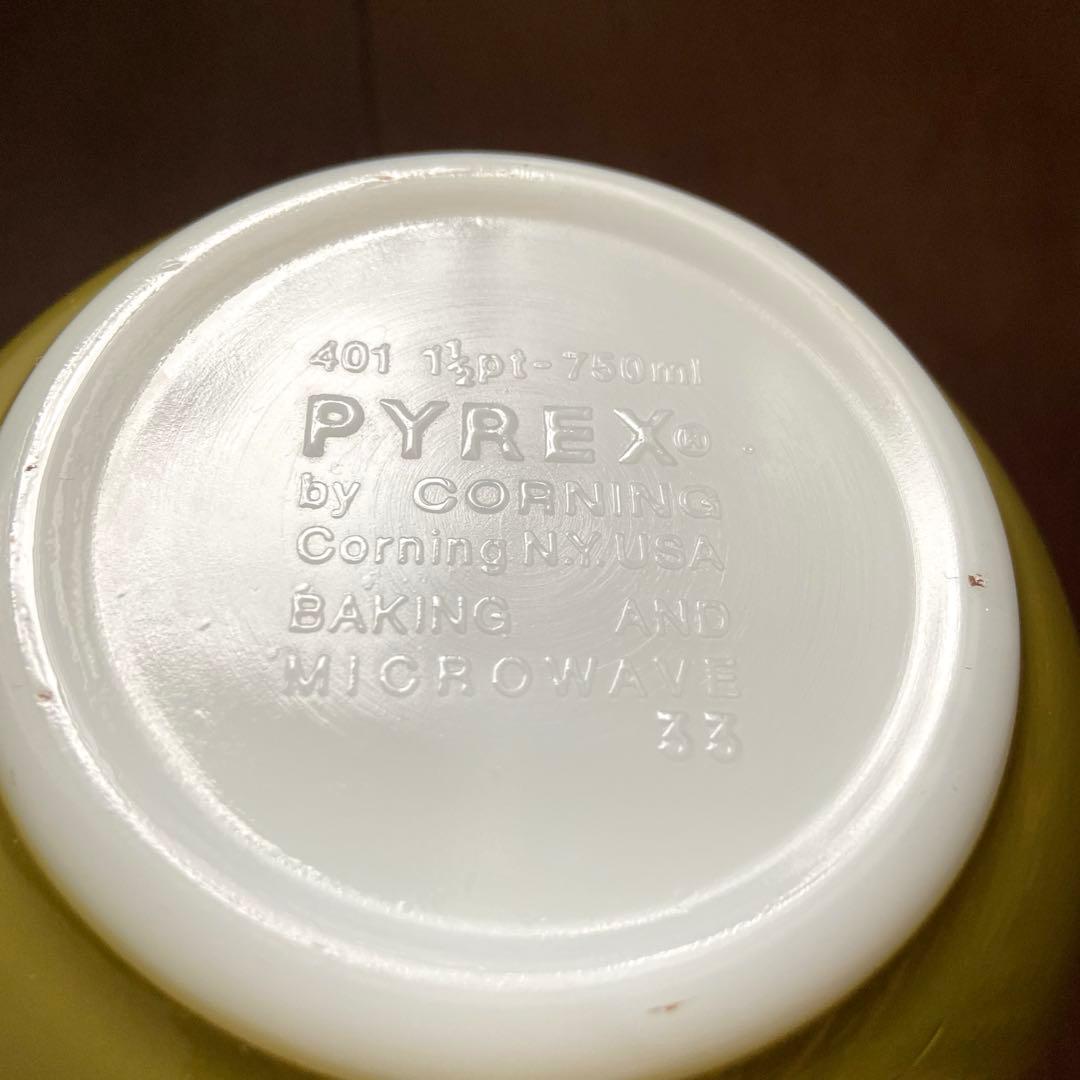 401 1½pt-750ml
PYREX®
by CORNING
Corning N.Y. USA
BAKING AND
MICROWAVE
33